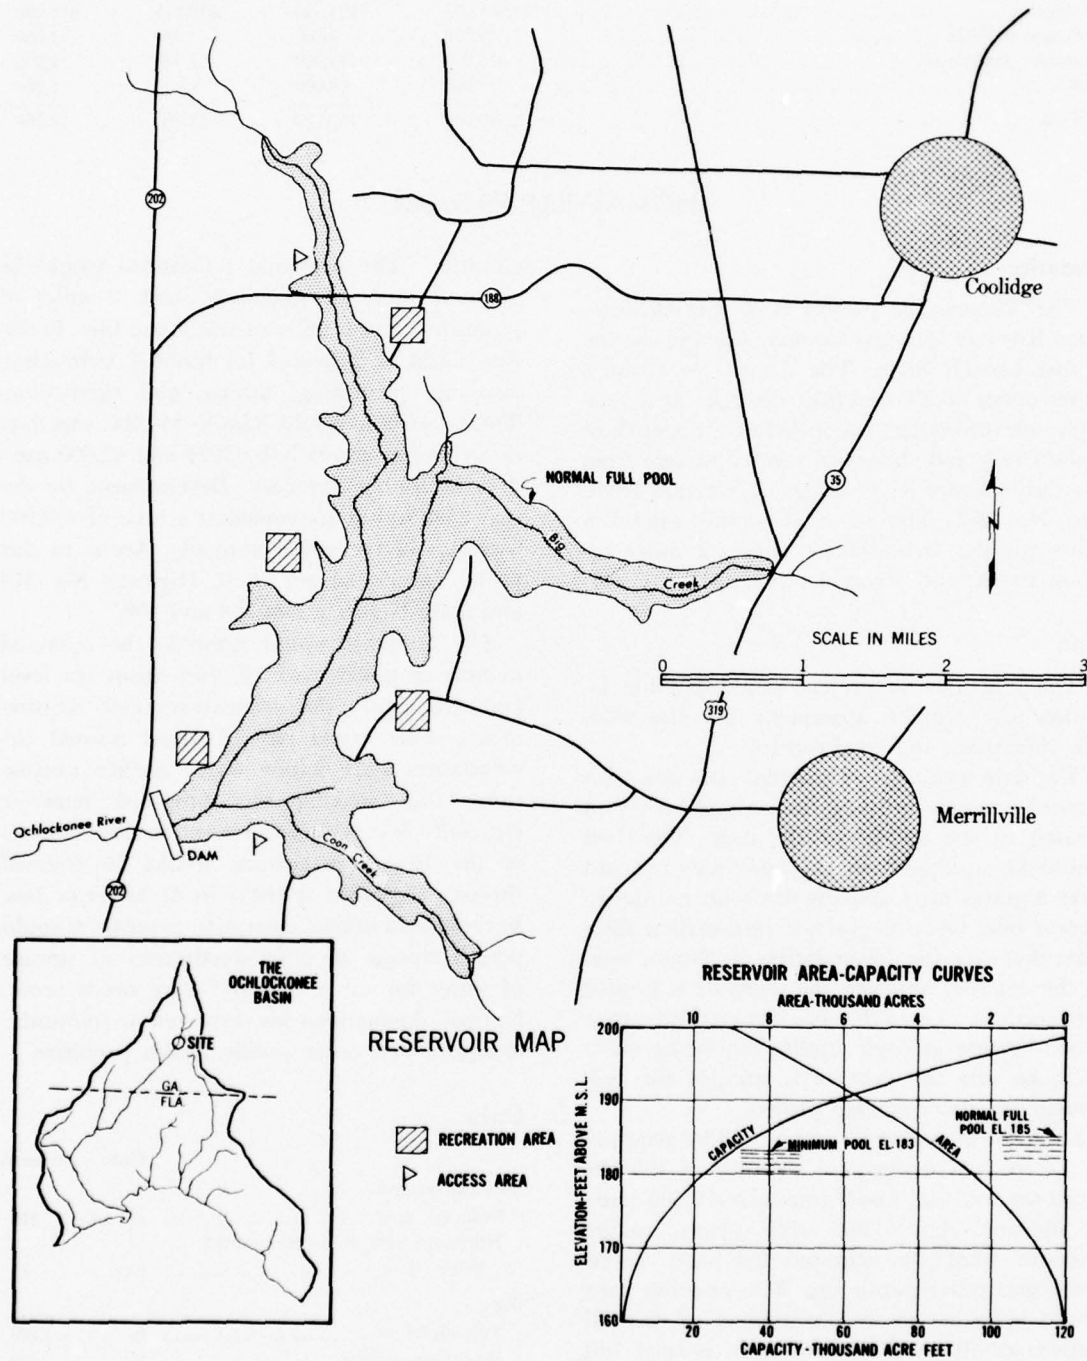 202
Coolidge
188
35
NORMAL FULL POOL
Big
Creek
SCALE IN MILES
0 1 2 3
319
Merrillville
Ochlockonee River
DAM
Coon Creek
202
THE
OCHLOCKONEE
BASIN
SITE
GA.
FLA.
RESERVOIR MAP
RECREATION AREA
ACCESS AREA
RESERVOIR AREA-CAPACITY CURVES
AREA-THOUSAND ACRES
10 8 6 4 2 0
200
190
180
170
160
ELEVATION-FEET ABOVE M.S.L.
CAPACITY
MINIMUM POOL EL. 183
AREA
NORMAL FULL
POOL EL. 185
20 40 60 80 100 120
CAPACITY - THOUSAND ACRE FEET